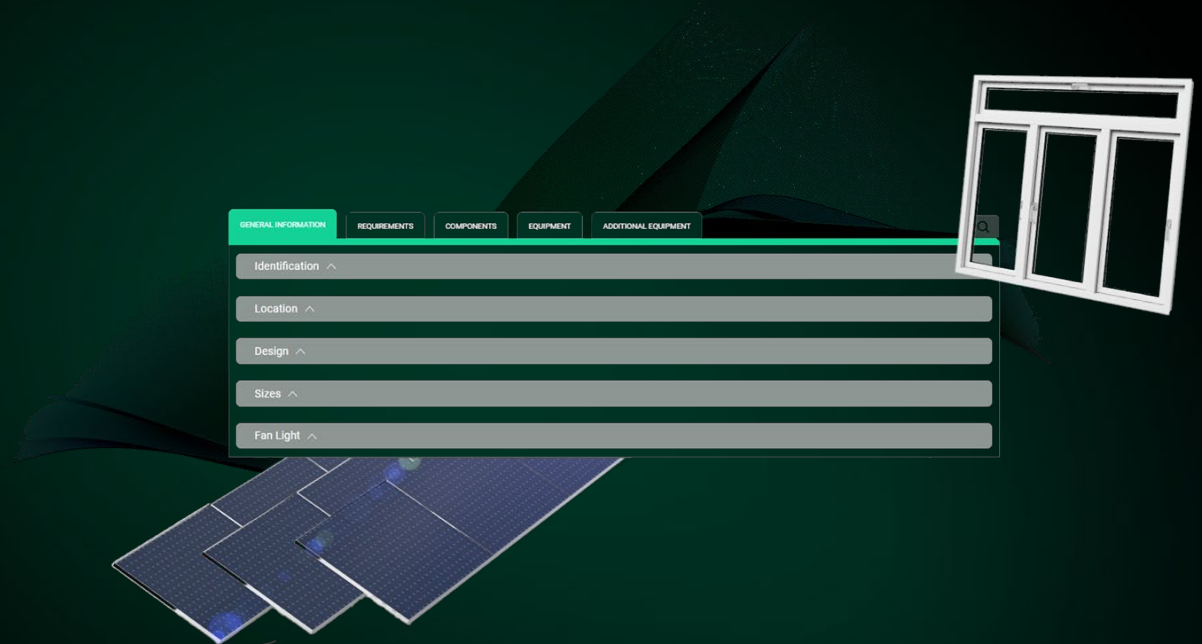 GENERAL INFORMATION
REQUIREMENTS
COMPONENTS
EQUIPMENT
ADDITIONAL EQUIPMENT
Identification
Location
Design
Sizes
Fan Light